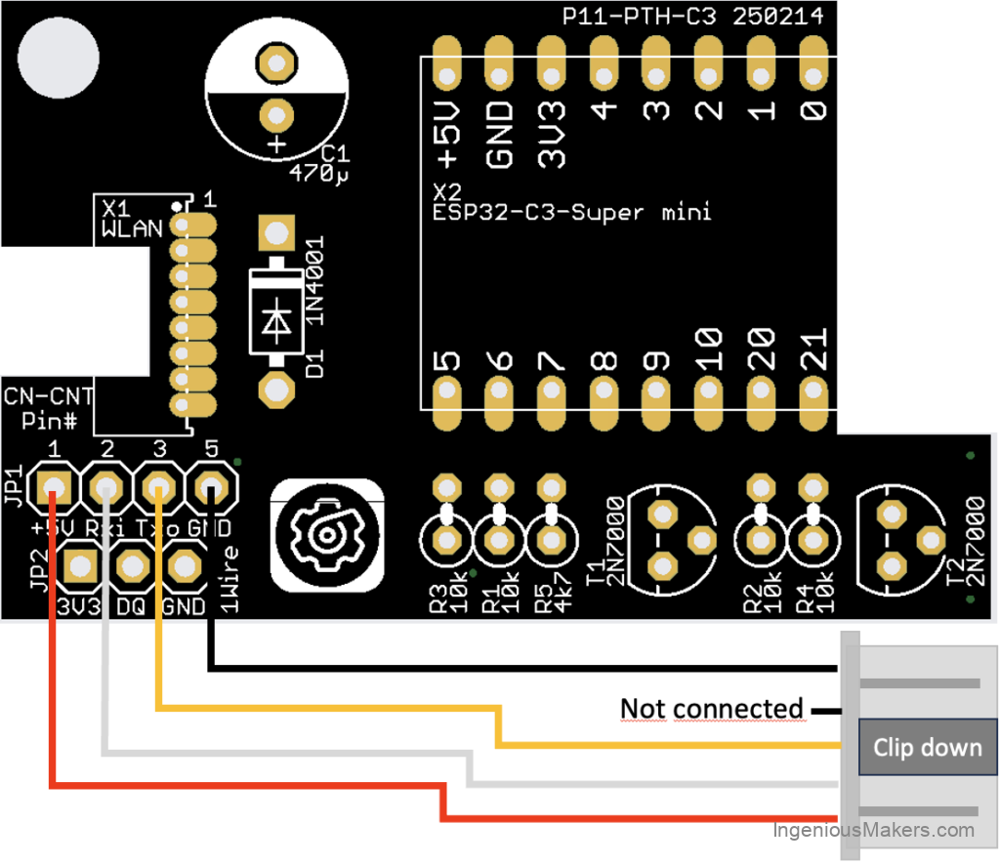 P11-PTH-C3 250214
+5V
GND
3V3
4
3
2
1
0
+
C1
470µ
X2
ESP32-C3-Super mini
1
X1
WLAN
1N4001
D1
5
6
7
8
9
10
20
21
CN-CNT
Pin#
1 2 3 5
JP1
+5V Rxi Txo GND
JP2
3V3 DQ GND
1Wire
R3
10k
R1
10k
R5
4k7
T1
2N7000
R2
10k
R4
10k
T2
2N7000
Not connected
Clip down
IngeniousMakers.com